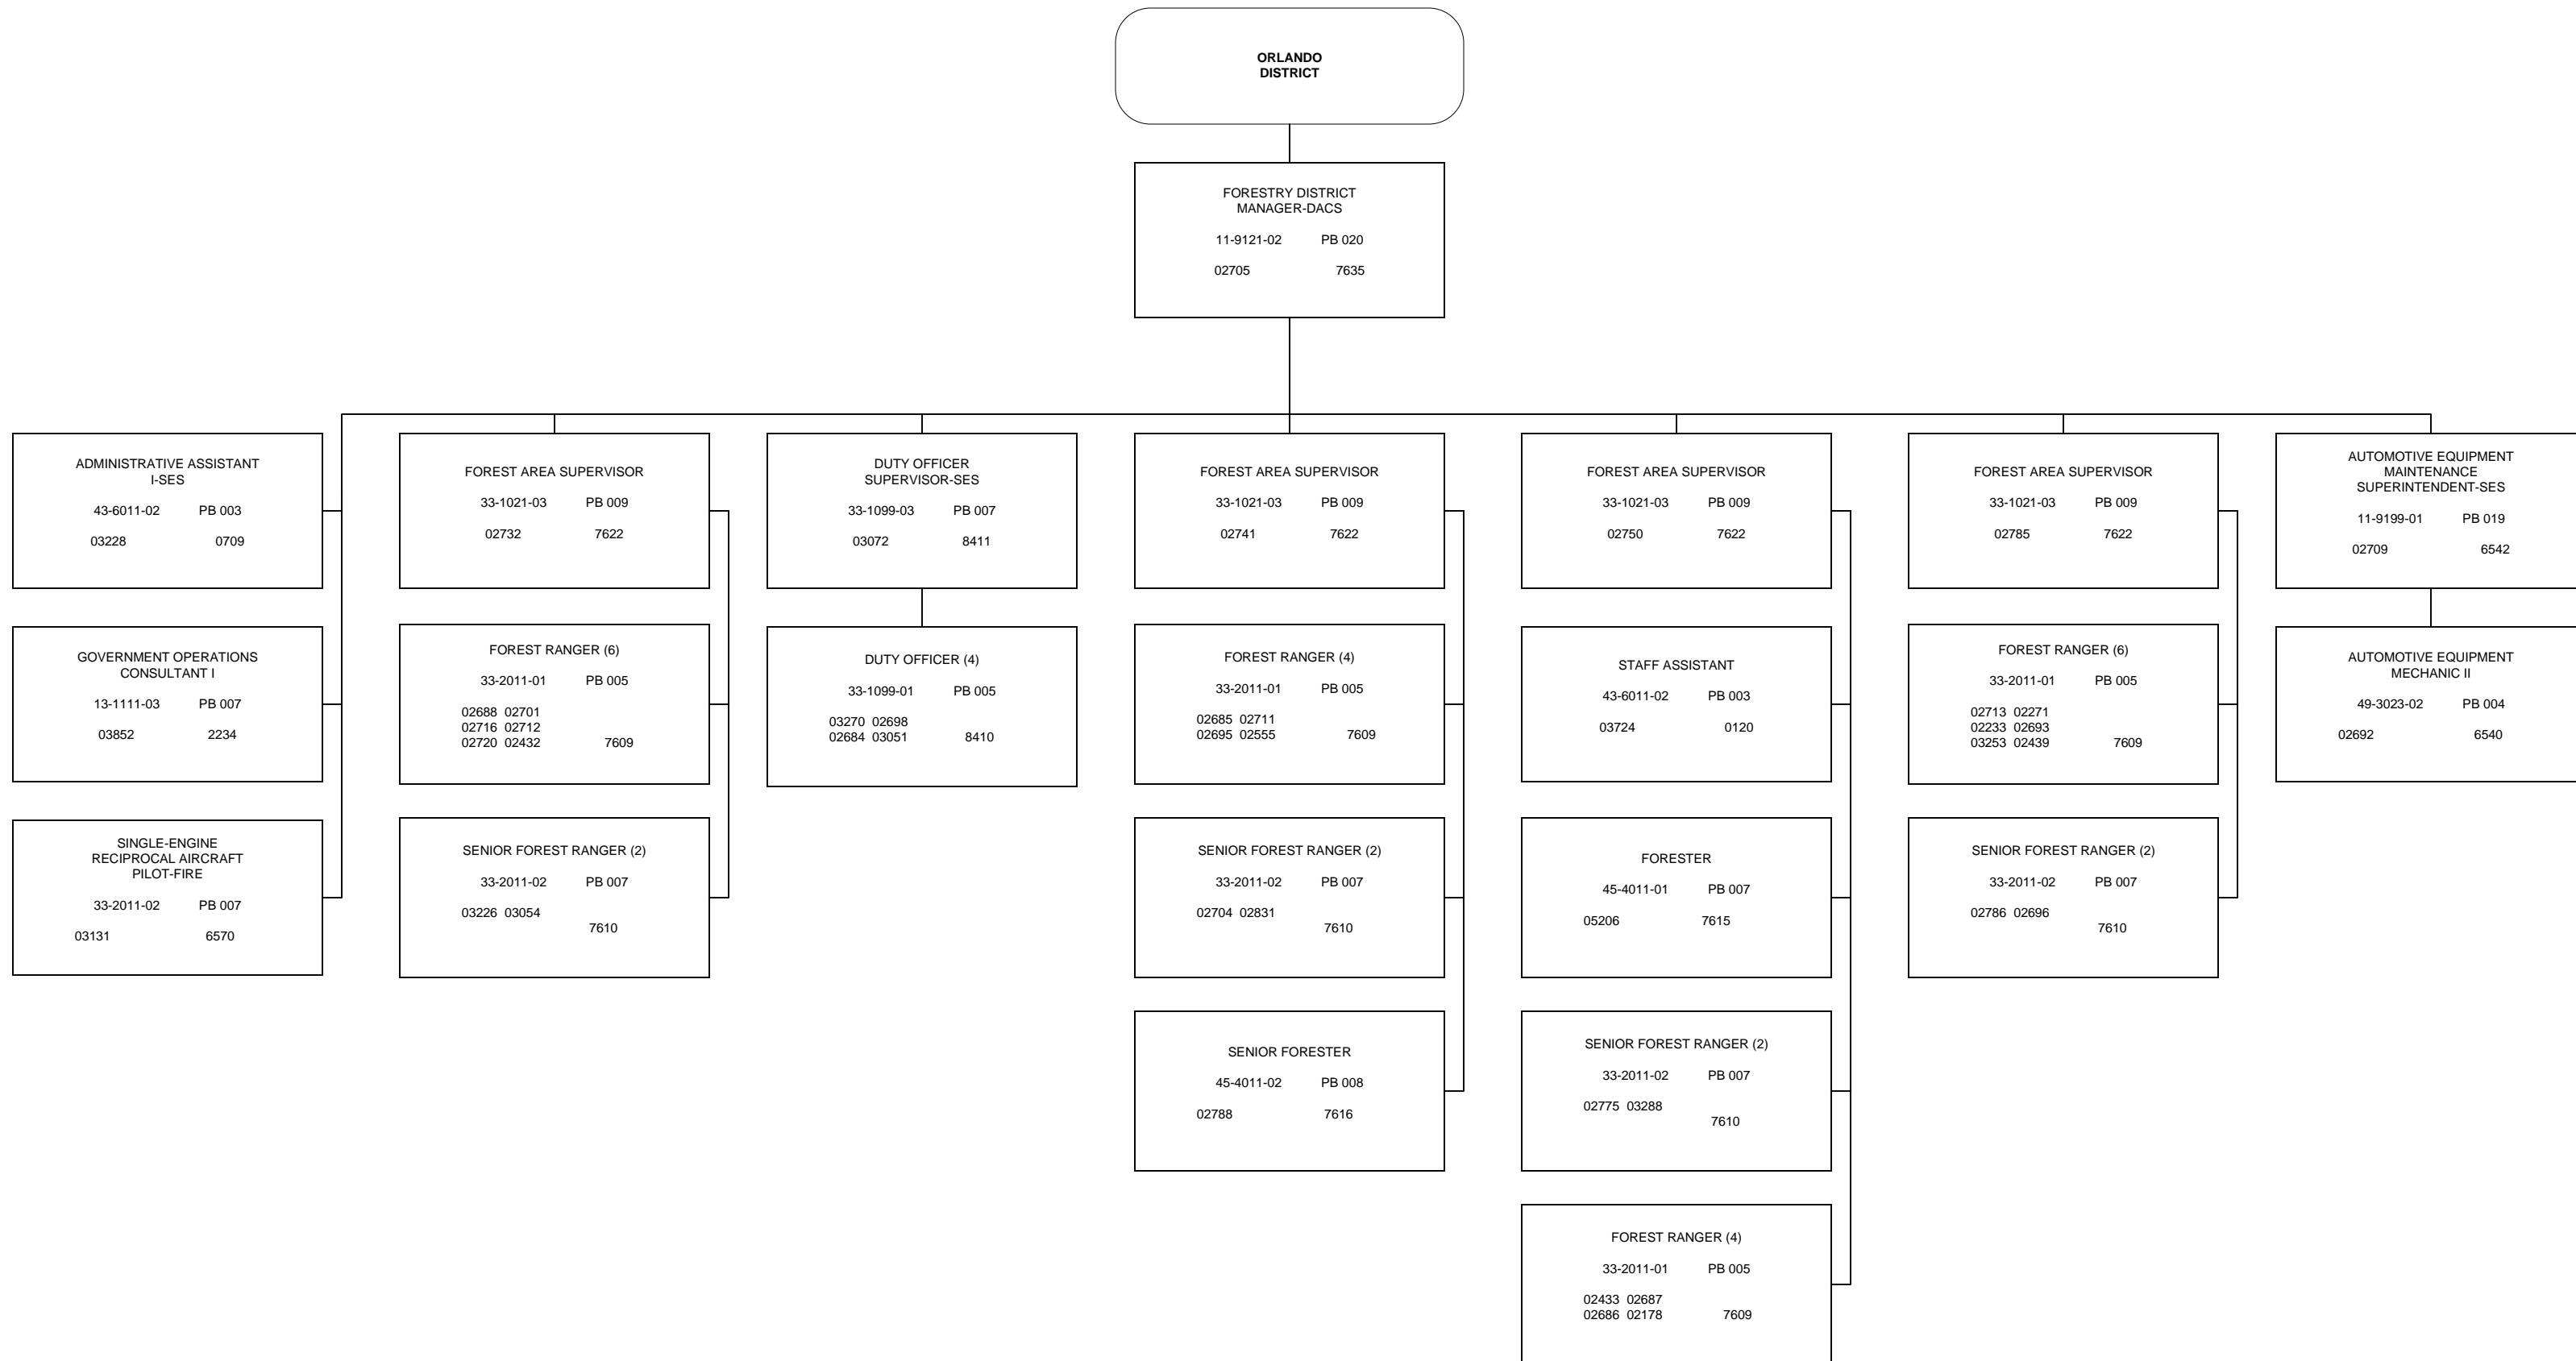 ORLANDO
DISTRICT
FORESTRY DISTRICT
MANAGER-DACS
11-9121-02 PB 020
02705 7635
ADMINISTRATIVE ASSISTANT
I-SES
43-6011-02 PB 003
03228 0709
GOVERNMENT OPERATIONS
CONSULTANT I
13-1111-03 PB 007
03852 2234
SINGLE-ENGINE
RECIPROCAL AIRCRAFT
PILOT-FIRE
33-2011-02 PB 007
03131 6570
FOREST AREA SUPERVISOR
33-1021-03 PB 009
02732 7622
FOREST RANGER (6)
33-2011-01 PB 005
02688 02701
02716 02712
02720 02432 7609
SENIOR FOREST RANGER (2)
33-2011-02 PB 007
03226 03054
7610
DUTY OFFICER
SUPERVISOR-SES
33-1099-03 PB 007
03072 8411
DUTY OFFICER (4)
33-1099-01 PB 005
03270 02698
02684 03051 8410
FOREST AREA SUPERVISOR
33-1021-03 PB 009
02741 7622
FOREST RANGER (4)
33-2011-01 PB 005
02685 02711
02695 02555 7609
SENIOR FOREST RANGER (2)
33-2011-02 PB 007
02704 02831
7610
SENIOR FORESTER
45-4011-02 PB 008
02788 7616
FOREST AREA SUPERVISOR
33-1021-03 PB 009
02750 7622
STAFF ASSISTANT
43-6011-02 PB 003
03724 0120
FORESTER
45-4011-01 PB 007
05206 7615
SENIOR FOREST RANGER (2)
33-2011-02 PB 007
02775 03288
7610
FOREST RANGER (4)
33-2011-01 PB 005
02433 02687
02686 02178 7609
FOREST AREA SUPERVISOR
33-1021-03 PB 009
02785 7622
FOREST RANGER (6)
33-2011-01 PB 005
02713 02271
02233 02693
03253 02439 7609
SENIOR FOREST RANGER (2)
33-2011-02 PB 007
02786 02696
7610
AUTOMOTIVE EQUIPMENT
MAINTENANCE
SUPERINTENDENT-SES
11-9199-01 PB 019
02709 6542
AUTOMOTIVE EQUIPMENT
MECHANIC II
49-3023-02 PB 004
02692 6540